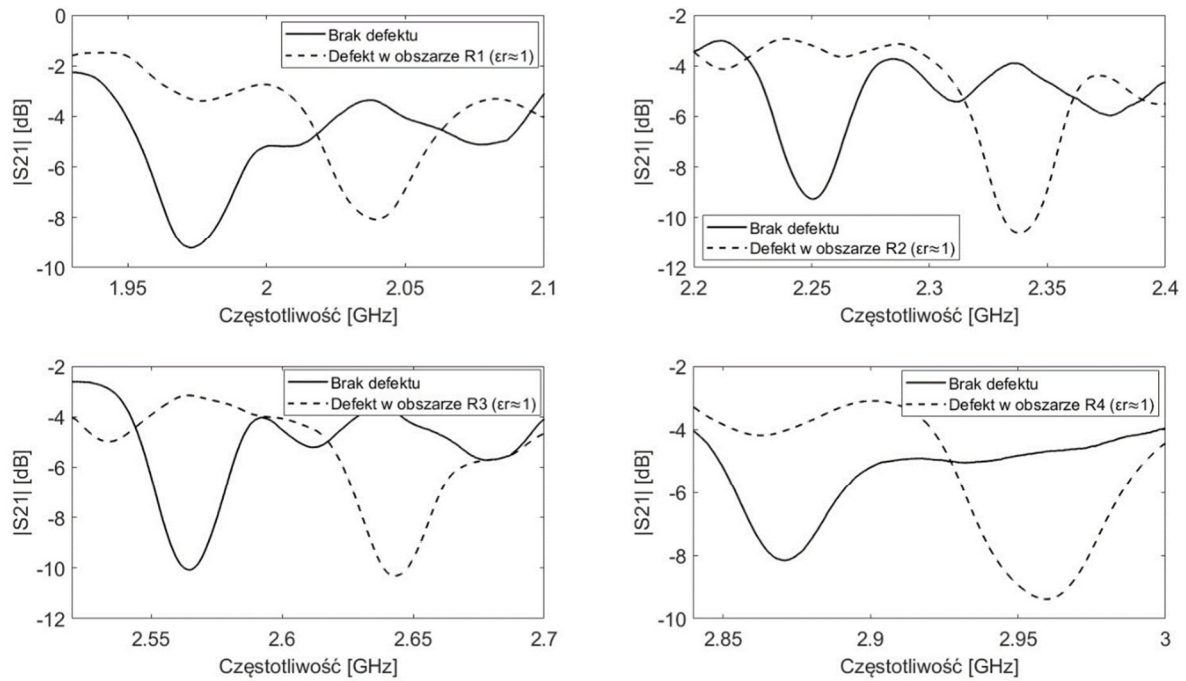 0
-2
-4
-6
-8
-10
|S21| [dB]
Brak defektu
Defekt w obszarze R1 (εr≈1)
1.95 2 2.05 2.1
Częstotliwość [GHz]
-2
-4
-6
-8
-10
-12
|S21| [dB]
Brak defektu
Defekt w obszarze R2 (εr≈1)
2.2 2.25 2.3 2.35 2.4
Częstotliwość [GHz]
-2
-4
-6
-8
-10
-12
|S21| [dB]
Brak defektu
Defekt w obszarze R3 (εr≈1)
2.55 2.6 2.65 2.7
Częstotliwość [GHz]
-2
-4
-6
-8
-10
|S21| [dB]
Brak defektu
Defekt w obszarze R4 (εr≈1)
2.85 2.9 2.95 3
Częstotliwość [GHz]